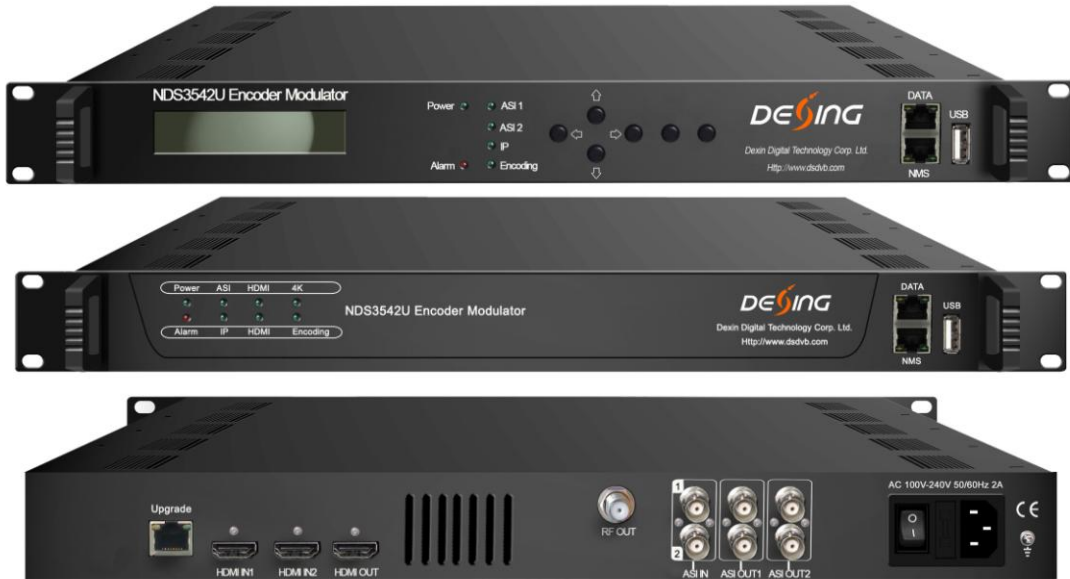 NDS3542U Encoder Modulator
Power
ASI 1
ASI 2
IP
Alarm
Encoding
DESING
Dexin Digital Technology Corp. Ltd.
Http://www.dsdvb.com
DATA
USB
NMS
Power ASI HDMI 4K
Alarm IP HDMI Encoding
NDS3542U Encoder Modulator
DESING
Dexin Digital Technology Corp. Ltd.
Http://www.dsdvb.com
DATA
USB
NMS
Upgrade
HDMI IN1
HDMI IN2
HDMI OUT
RF OUT
1
2
ASI IN
ASI OUT1
ASI OUT2
AC 100V-240V 50/60Hz 2A
O
I
CE